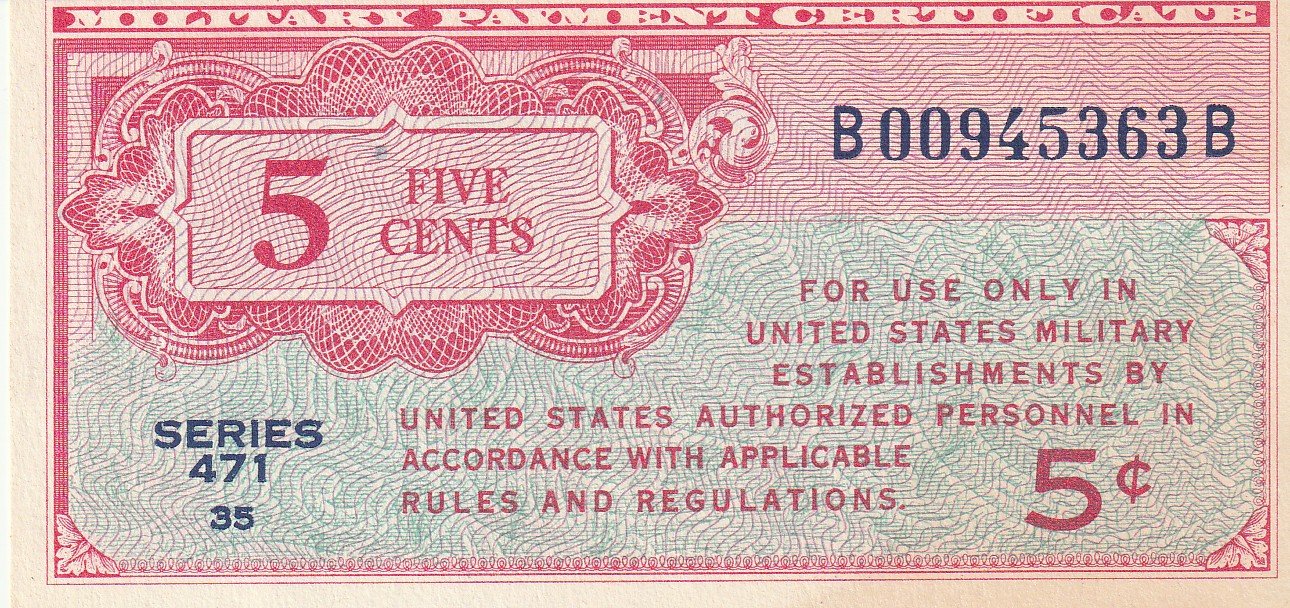 MILITARY PAYMENT CERTIFICATE
B00945363B
5 FIVE
CENTS
FOR USE ONLY IN
UNITED STATES MILITARY
ESTABLISHMENTS BY
UNITED STATES AUTHORIZED PERSONNEL IN
ACCORDANCE WITH APPLICABLE
RULES AND REGULATIONS.
5¢
SERIES
471
35